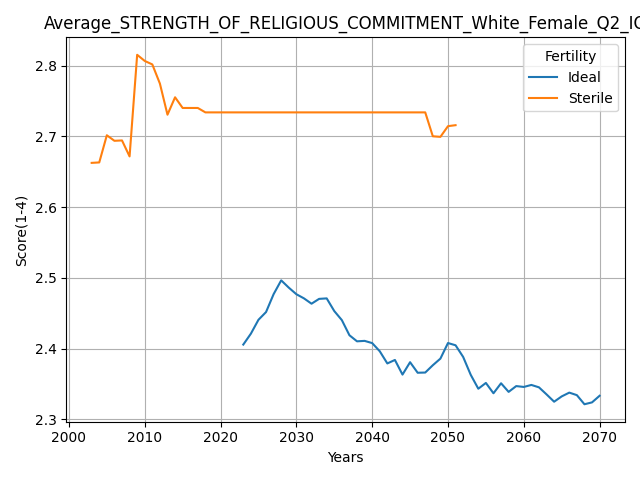 Average_STRENGTH_OF_RELIGIOUS_COMMITMENT_White_Female_Q2_IC
Fertility
Ideal
Sterile
Score(1-4)
2.8
2.7
2.6
2.5
2.4
2.3
2000 2010 2020 2030 2040 2050 2060 2070
Years